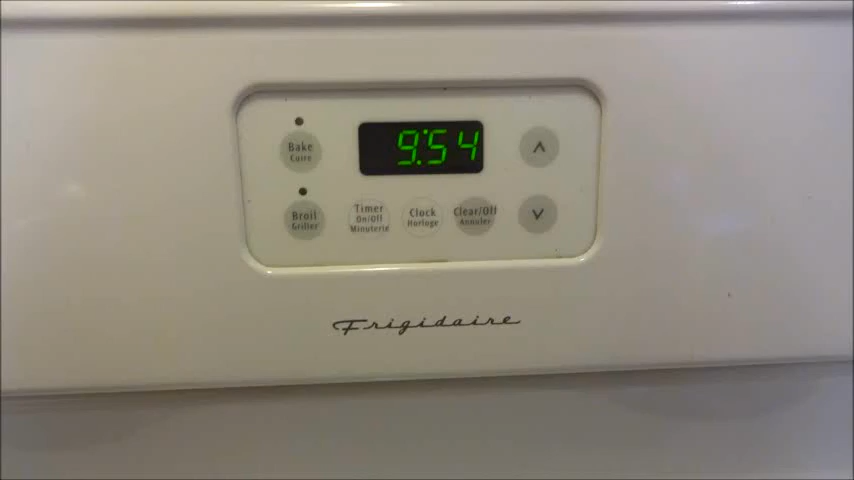 9:54
Bake
Cuire
Broil
Griller
Timer
On/Off
Minuterie
Clock
Horloge
Clear/Off
Annuler
Frigidaire